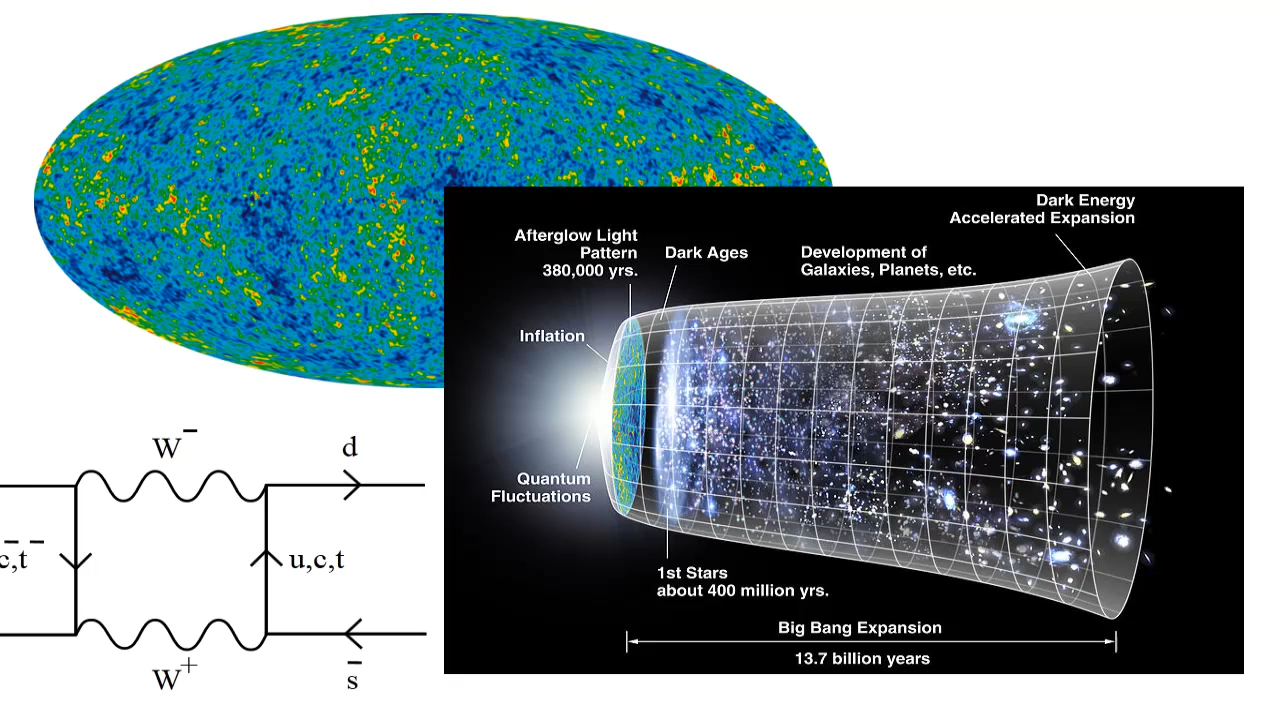 Dark Energy
Accelerated Expansion
Afterglow Light
Pattern
380,000 yrs.
Dark Ages
Development of
Galaxies, Planets, etc.
Inflation
Quantum
Fluctuations
1st Stars
about 400 million yrs.
Big Bang Expansion
13.7 billion years
W⁻
d
c̅,t̅
u,c,t
W⁺
s̅